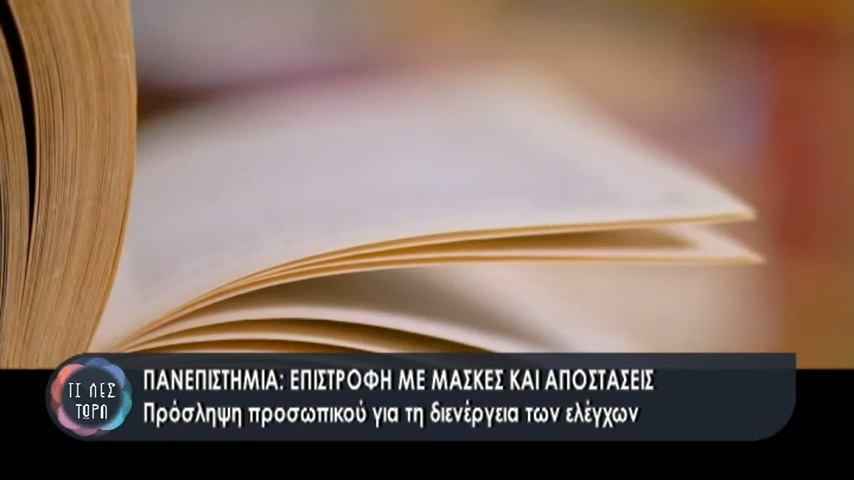 ΠΑΝΕΠΙΣΤΗΜΙΑ: ΕΠΙΣΤΡΟΦΗ ΜΕ ΜΑΣΚΕΣ ΚΑΙ ΑΠΟΣΤΑΣΕΙΣ
Πρόσληψη προσωπικού για τη διενέργεια των ελέγχων
ΤΙ ΛΕΣ
ΤΩΡΑ